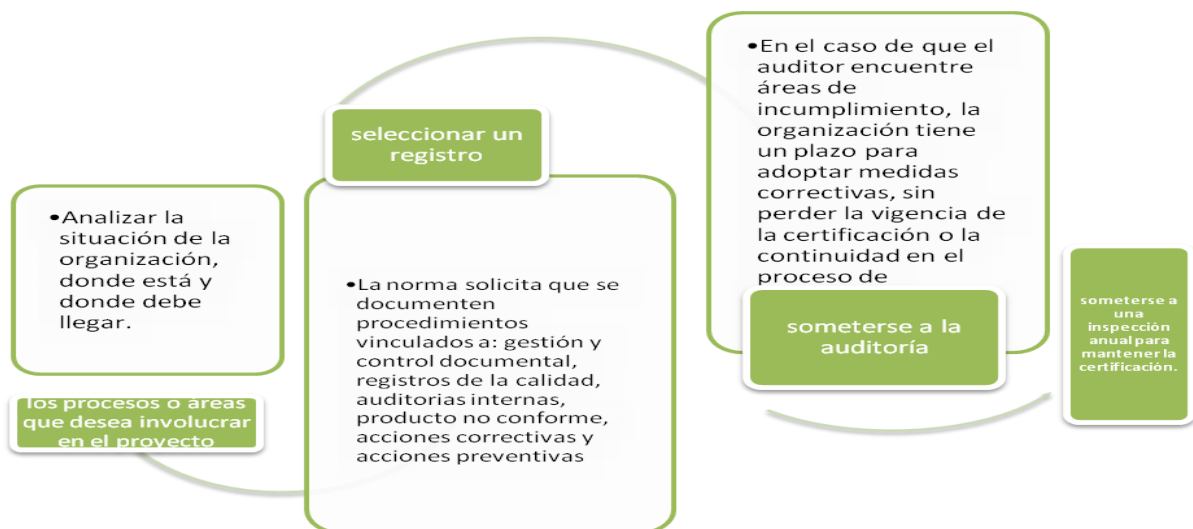 •Analizar la
situación de la
organización,
donde está y
donde debe
llegar.
los procesos o áreas
que desea involucrar
en el proyecto
seleccionar un
registro
•La norma solicita que se
documenten
procedimientos
vinculados a: gestión y
control documental,
registros de la calidad,
auditorias internas,
producto no conforme,
acciones correctivas y
acciones preventivas
•En el caso de que el
auditor encuentre
áreas de
incumplimiento, la
organización tiene
un plazo para
adoptar medidas
correctivas, sin
perder la vigencia de
la certificación o la
continuidad en el
proceso de
someterse a la
auditoría
someterse a
una
inspección
anual para
mantener la
certificación.